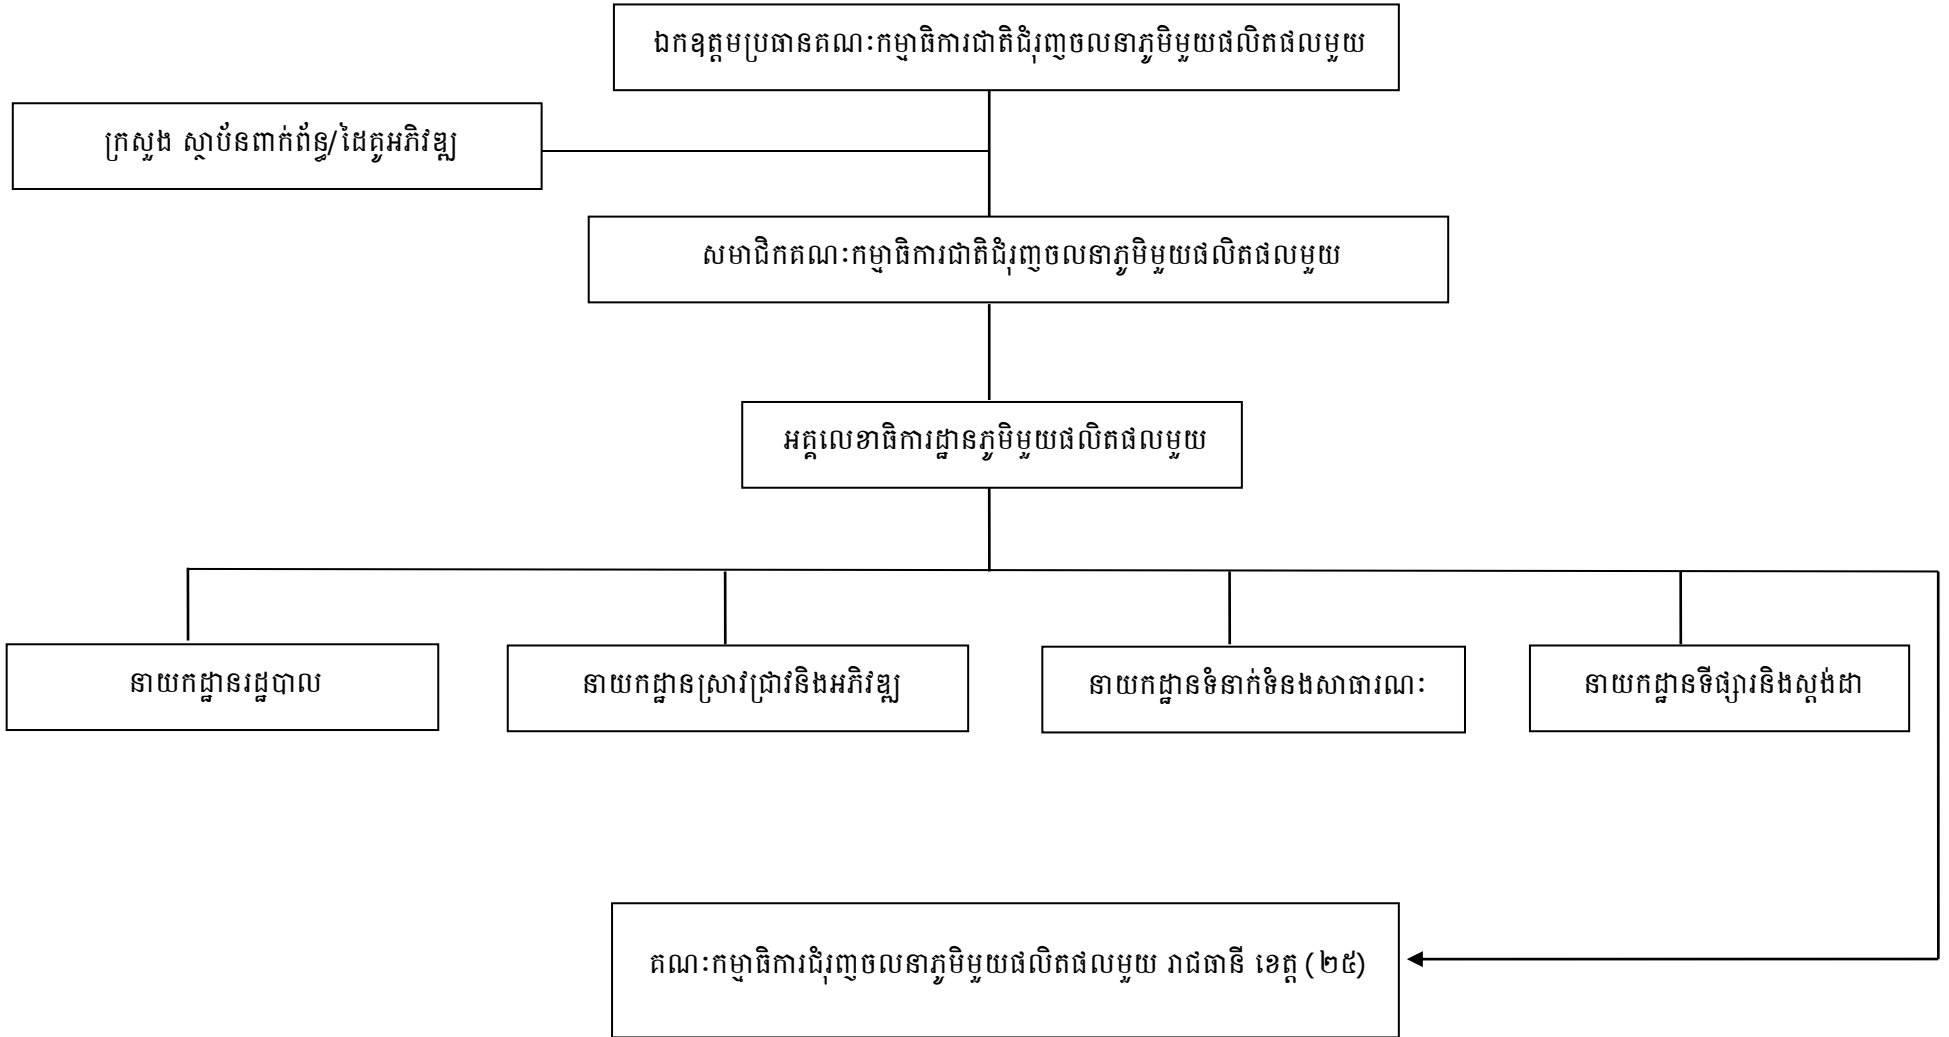 ឯកឧត្តមប្រធានគណៈកម្មាធិការជាតិជំរុញចលនាភូមិមួយផលិតផលមួយ
ក្រសួង ស្ថាប័នពាក់ព័ន្ធ/ដៃគូអភិវឌ្ឍ
សមាជិកគណៈកម្មាធិការជាតិជំរុញចលនាភូមិមួយផលិតផលមួយ
អគ្គលេខាធិការដ្ឋានភូមិមួយផលិតផលមួយ
នាយកដ្ឋានរដ្ឋបាល
នាយកដ្ឋានស្រាវជ្រាវនិងអភិវឌ្ឍ
នាយកដ្ឋានទំនាក់ទំនងសាធារណៈ
នាយកដ្ឋានទីផ្សារនិងស្តង់ដា
គណៈកម្មាធិការជំរុញចលនាភូមិមួយផលិតផលមួយ រាជធានី ខេត្ត (២៥)